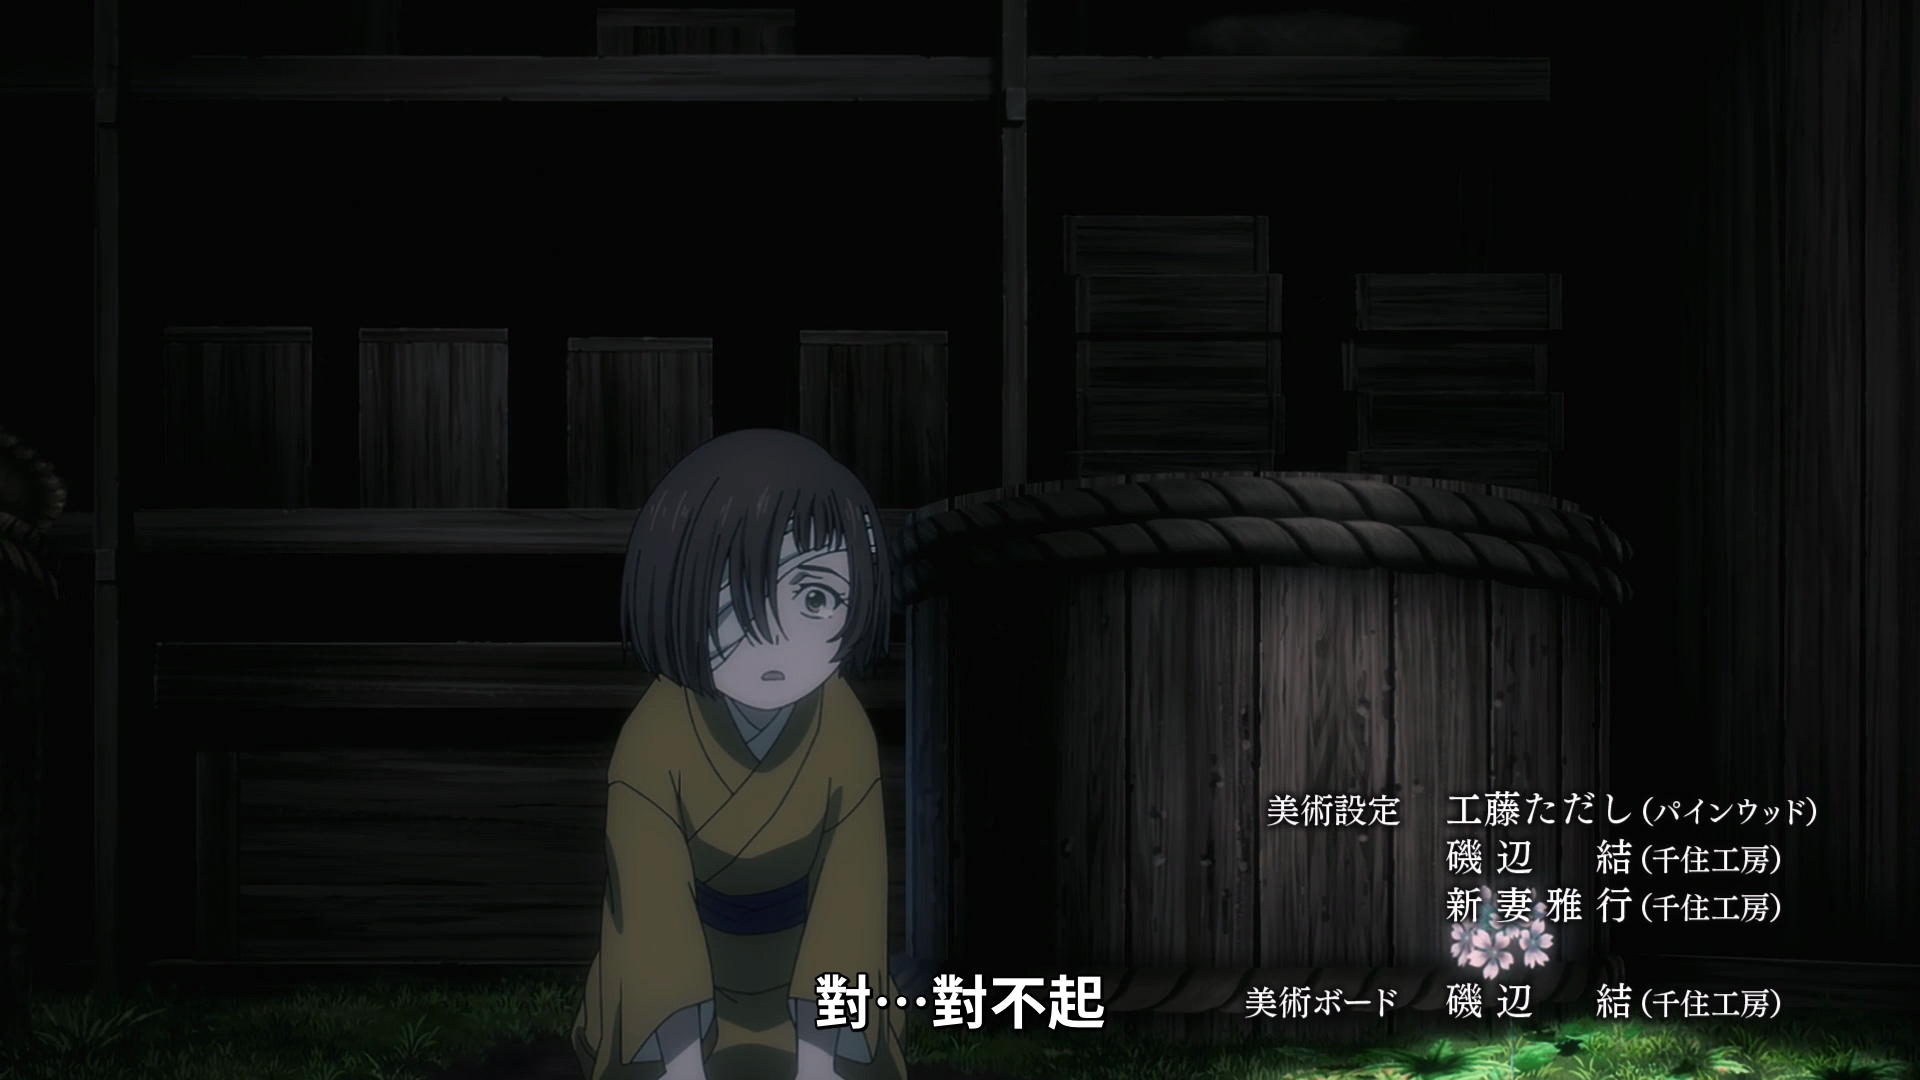 美術設定 工藤ただし(パインウッド)
磯辺 結(千住工房)
新妻雅行(千住工房)
美術ボード 磯辺 結(千住工房)
對…對不起